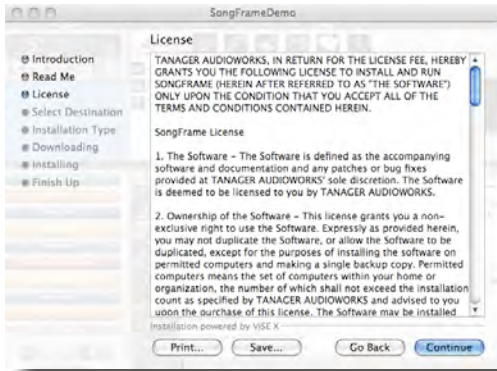 SongFrameDemo
License
Introduction
Read Me
License
Select Destination
Installation Type
Downloading
Installing
Finish Up
TANAGER AUDIOWORKS, IN RETURN FOR THE LICENSE FEE, HEREBY
GRANTS YOU THE FOLLOWING LICENSE TO INSTALL AND RUN
SONGFRAME (HEREIN AFTER REFERRED TO AS "THE SOFTWARE")
ONLY UPON THE CONDITION THAT YOU ACCEPT ALL OF THE
TERMS AND CONDITIONS CONTAINED HEREIN.
SongFrame License
1. The Software - The Software is defined as the accompanying
software and documentation and any patches or bug fixes
provided at TANAGER AUDIOWORKS' sole discretion. The Software
is deemed to be licensed to you by TANAGER AUDIOWORKS.
2. Ownership of the Software - This license grants you a non-
exclusive right to use the Software. Expressly as provided herein,
you may not duplicate the Software, or allow the Software to be
duplicated, except for the purposes of installing the software on
permitted computers and making a single backup copy. Permitted
computers means the set of computers within your home or
organization, the number of which shall not exceed the installation
count as specified by TANAGER AUDIOWORKS and advised to you
upon the purchase of this license. The Software may be installed
Installation powered by VISE X
Print...
Save...
Go Back
Continue